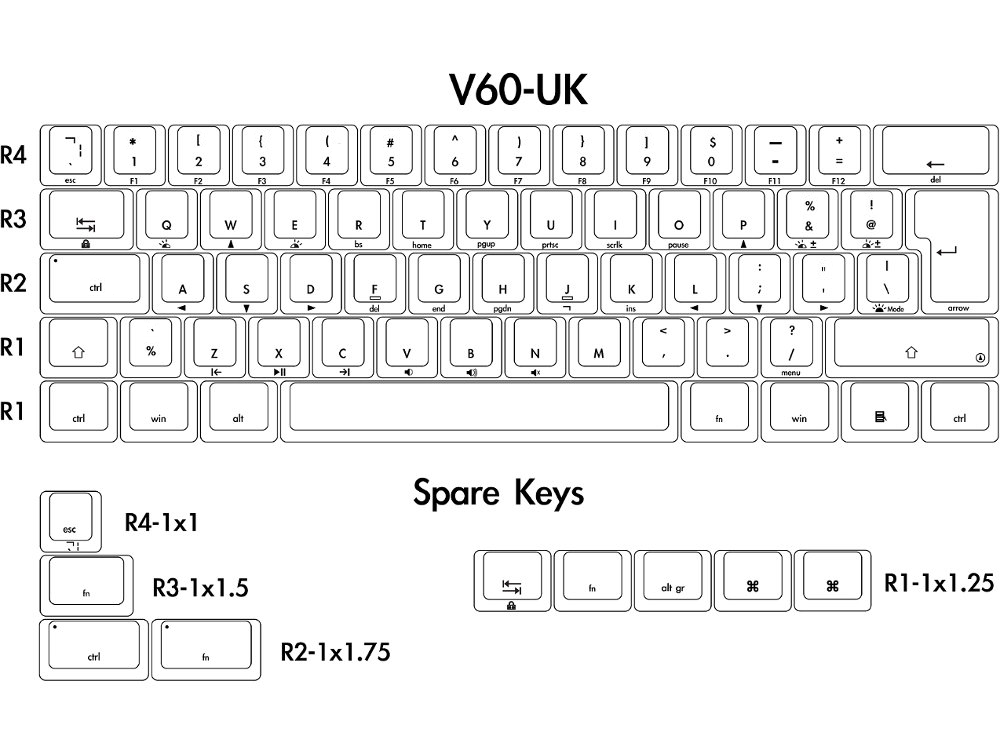 V60-UK
R4 ¬ ¦ ` * 1 [ 2 { 3 ( 4 # 5 ^ 6 ) 7 } 8 ] 9 $ 0 — - + = ←
esc F1 F2 F3 F4 F5 F6 F7 F8 F9 F10 F11 F12 del
R3 Q W E R T Y U I O P % & ! @
bs home pgup prtsc scrlk pause ▲ ± ±
R2 ctrl A S D F G H J K L : ; " ' | \
◄ ▼ ► del end pgdn ¬ ins ◄ ▼ ► Mode arrow
R1 ⇧ ` % Z X C V B N M < , > . ? / ⇧
menu
R1 ctrl win alt fn win ctrl
Spare Keys
esc R4-1x1
¬ ¦
fn R3-1x1.5
fn alt gr ⌘ ⌘ R1-1x1.25
ctrl fn R2-1x1.75